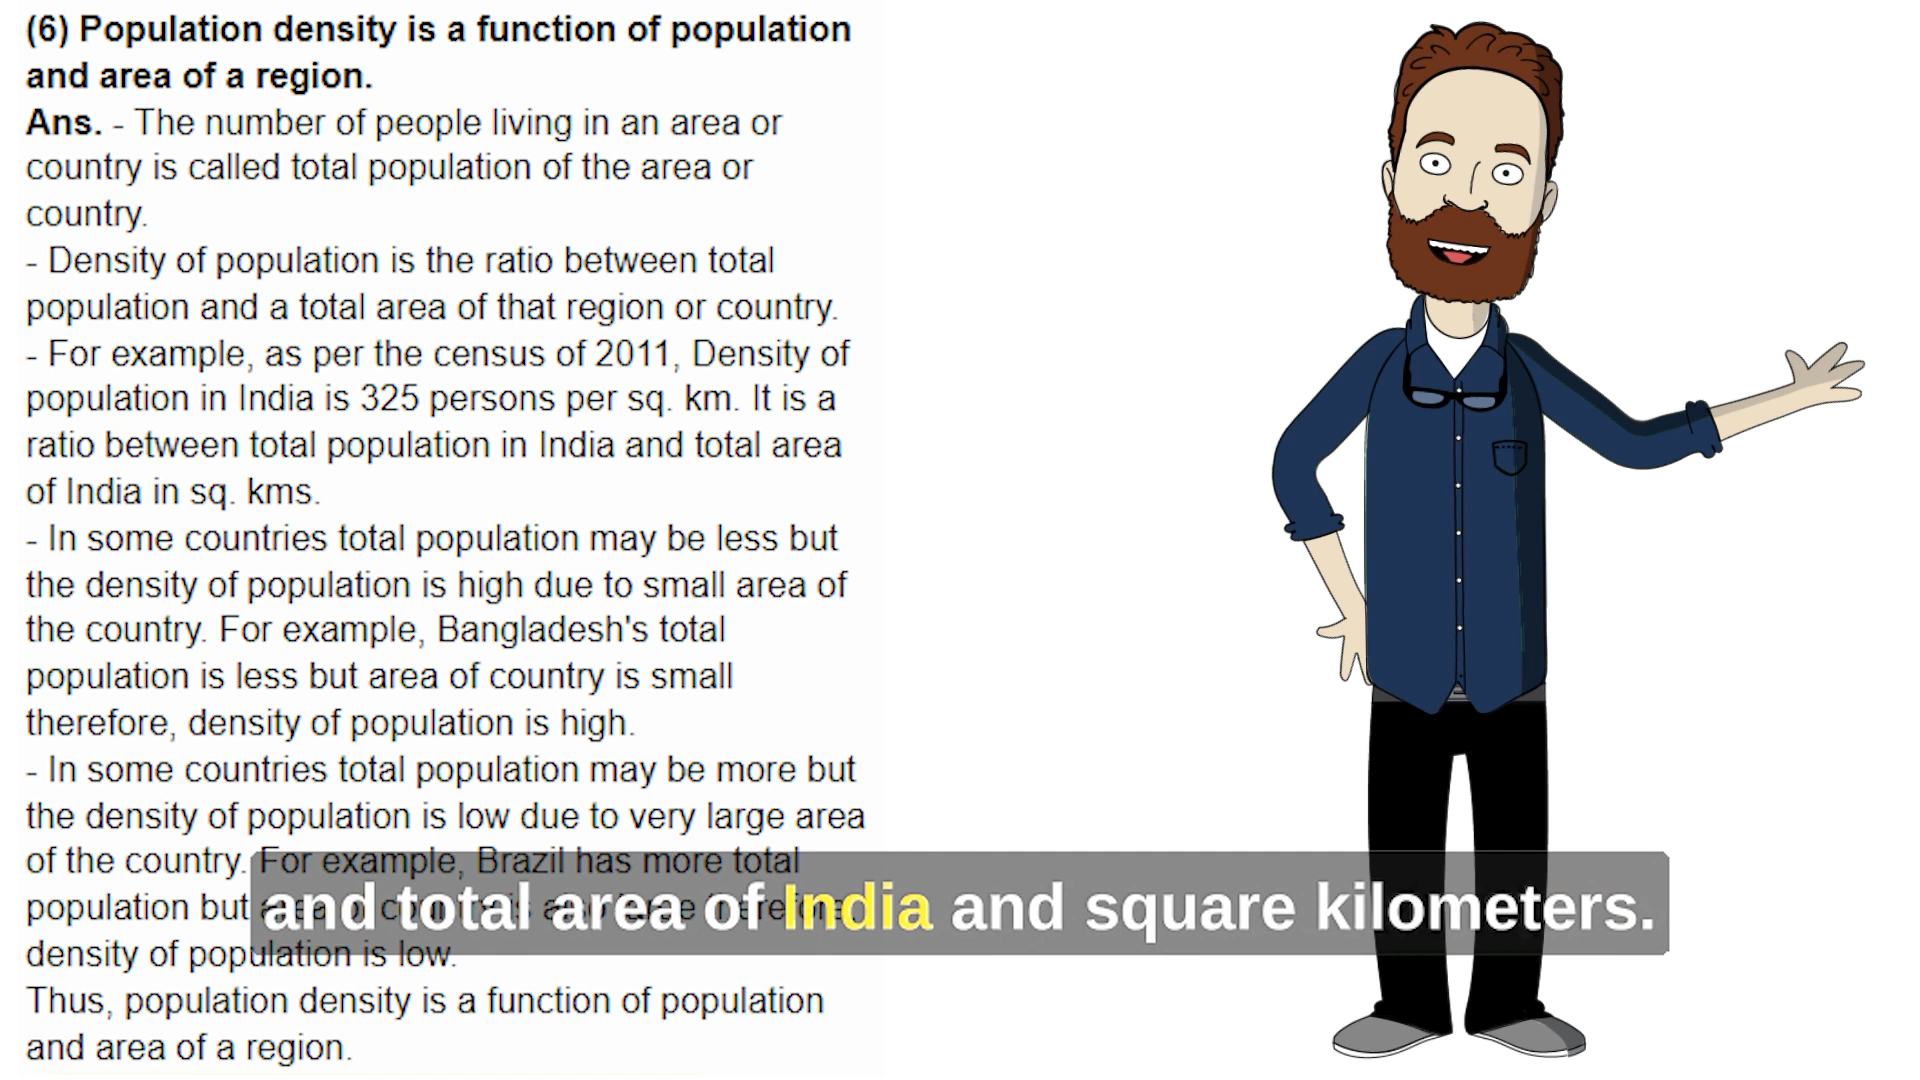 (6) Population density is a function of population
and area of a region.
Ans. - The number of people living in an area or
country is called total population of the area or
country.
- Density of population is the ratio between total
population and a total area of that region or country.
- For example, as per the census of 2011, Density of
population in India is 325 persons per sq. km. It is a
ratio between total population in India and total area
of India in sq. kms.
- In some countries total population may be less but
the density of population is high due to small area of
the country. For example, Bangladesh's total
population is less but area of country is small
therefore, density of population is high.
- In some countries total population may be more but
the density of population is low due to very large area
of the country. For example, Brazil has more total
population but
density of population is low.
Thus, population density is a function of population
and area of a region.
and total area of India and square kilometers.